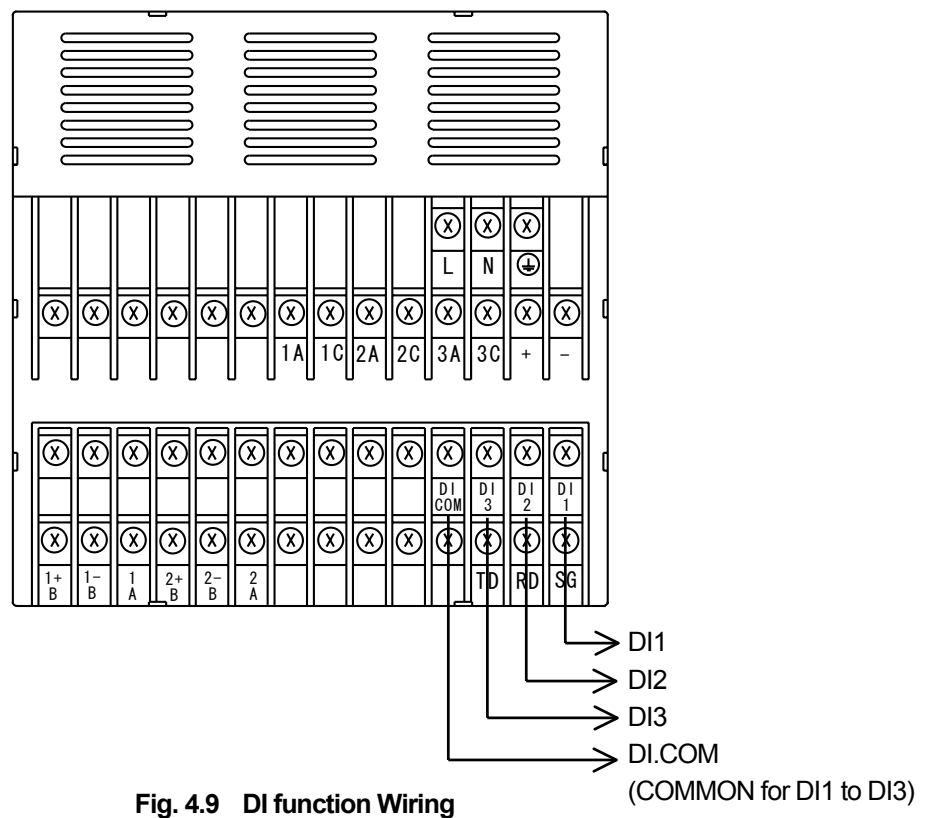 L N
1A 1C 2A 2C 3A 3C + -
DI DI DI DI
COM 3 2 1
1+ 1- 1 2+ 2- 2 TD RD SG
B B A B B A
DI1
DI2
DI3
DI.COM
(COMMON for DI1 to DI3)
Fig. 4.9 DI function Wiring